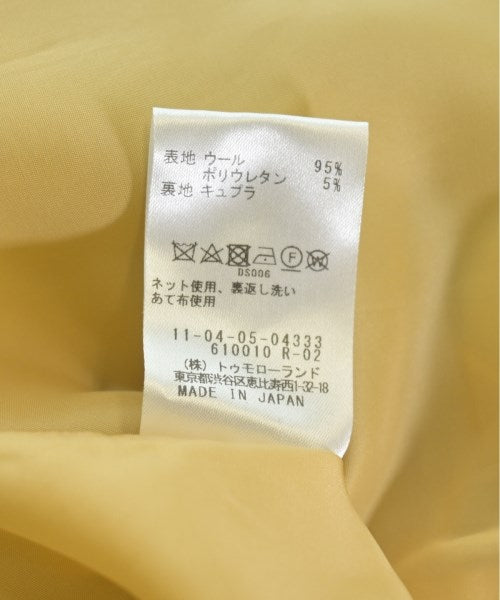 表地 ウール 95%
ポリウレタン 5%
裏地 キュプラ
DS006
ネット使用、裏返し洗い
あて布使用
11-04-05-04333
610010 R-02
(株) トゥモローランド
東京都渋谷区恵比寿西1-32-18
MADE IN JAPAN